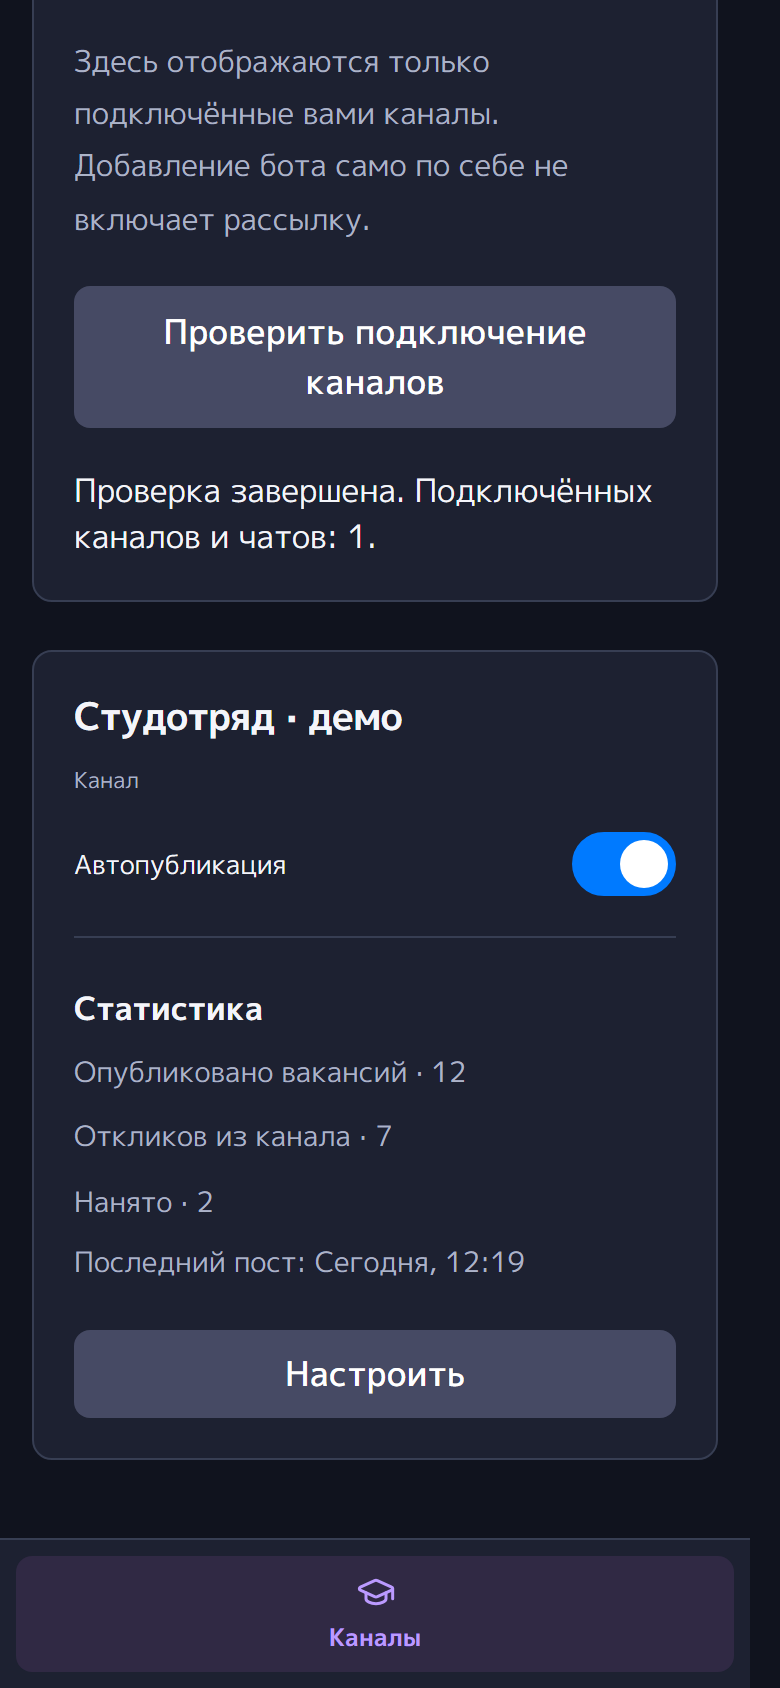 Здесь отображаются только
подключённые вами каналы.
Добавление бота само по себе не
включает рассылку.
Проверить подключение
каналов
Проверка завершена. Подключённых
каналов и чатов: 1.
Студотряд · демо
Канал
Автопубликация
Статистика
Опубликовано вакансий · 12
Откликов из канала · 7
Нанято · 2
Последний пост: Сегодня, 12:19
Настроить
Каналы